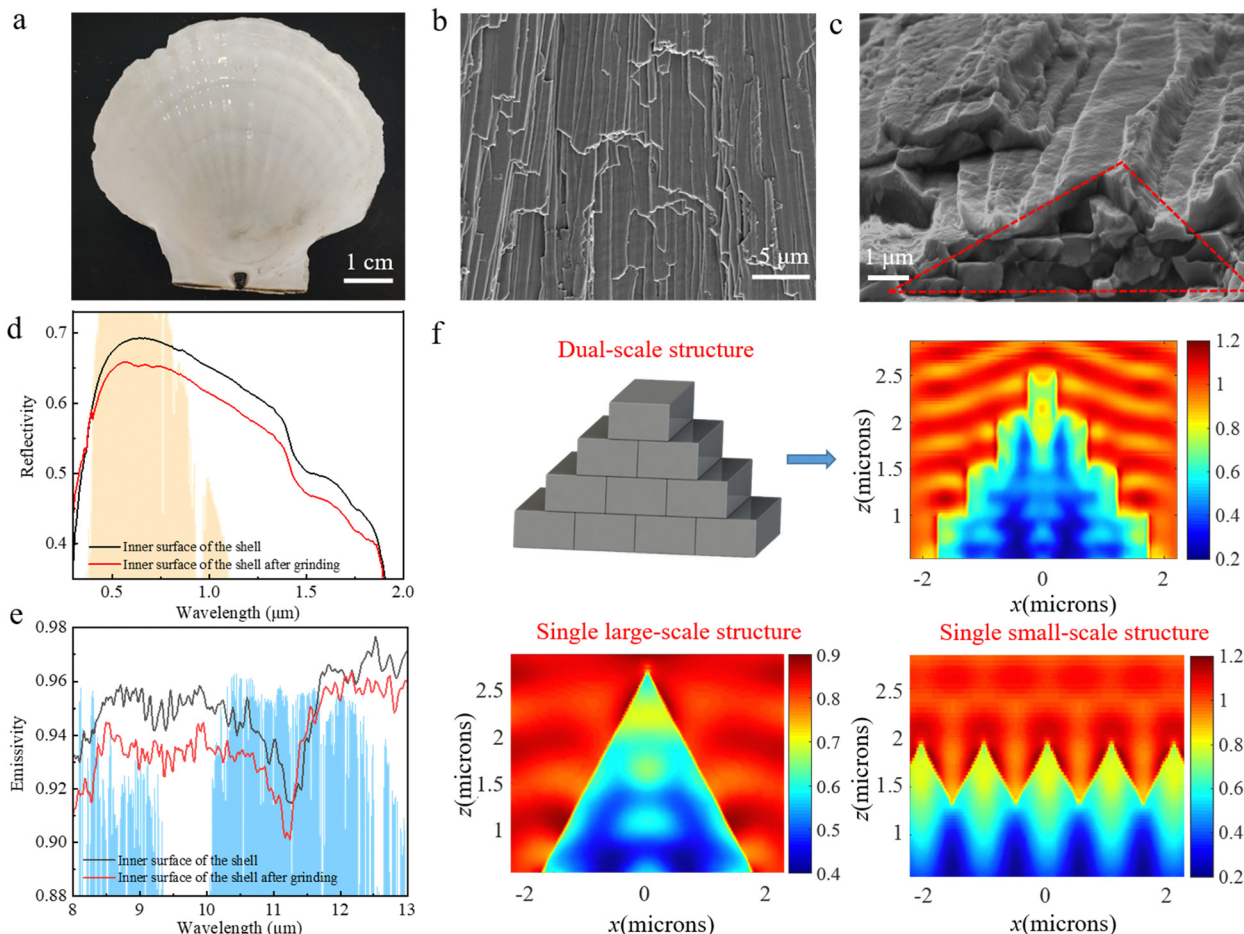 a
1 cm
b
5 μm
c
1 μm
d
0.7
0.6
0.5
0.4
Reflectivity
Inner surface of the shell
Inner surface of the shell after grinding
0.5
1.0
1.5
2.0
Wavelength (μm)
e
0.98
0.96
0.94
0.92
0.90
0.88
Emissivity
Inner surface of the shell
Inner surface of the shell after grinding
8
9
10
11
12
13
Wavelength (μm)
f
Dual-scale structure
z(microns)
2.5
2
1.5
1
-2
0
2
x(microns)
1.2
1
0.8
0.6
0.4
0.2
Single large-scale structure
z(microns)
2.5
2
1.5
1
-2
0
2
x(microns)
0.9
0.8
0.7
0.6
0.5
0.4
Single small-scale structure
z(microns)
2.5
2
1.5
1
-2
0
2
x(microns)
1.2
1
0.8
0.6
0.4
0.2